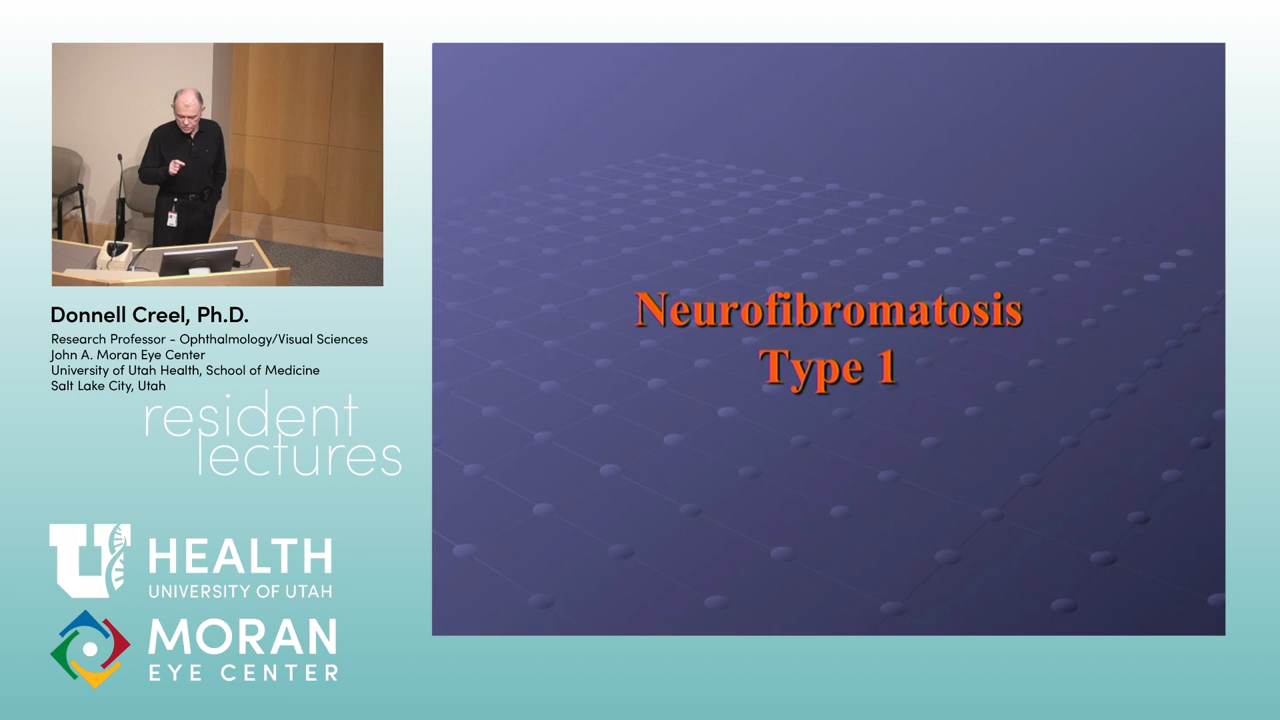 Donnell Creel, Ph.D.
Research Professor - Ophthalmology/Visual Sciences
John A. Moran Eye Center
University of Utah Health, School of Medicine
Salt Lake City, Utah
resident
lectures
U HEALTH
UNIVERSITY OF UTAH
MORAN
EYE CENTER
Neurofibromatosis
Type 1